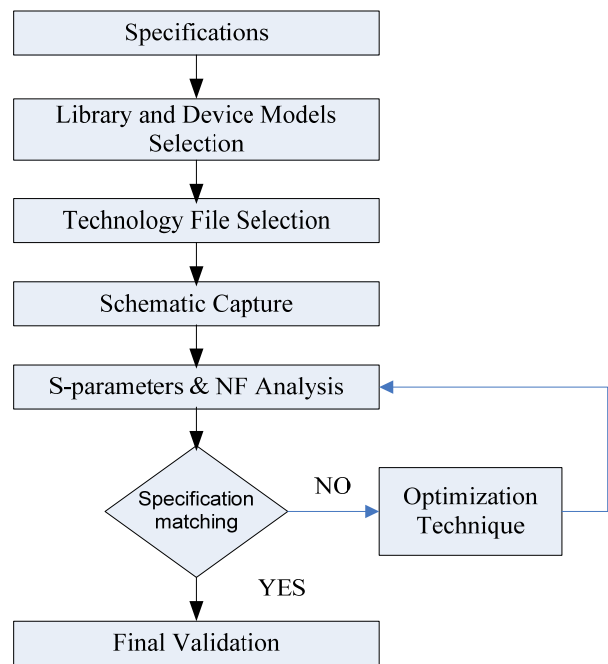 Specifications
Library and Device Models
Selection
Technology File Selection
Schematic Capture
S-parameters & NF Analysis
Specification
matching
NO
Optimization
Technique
YES
Final Validation